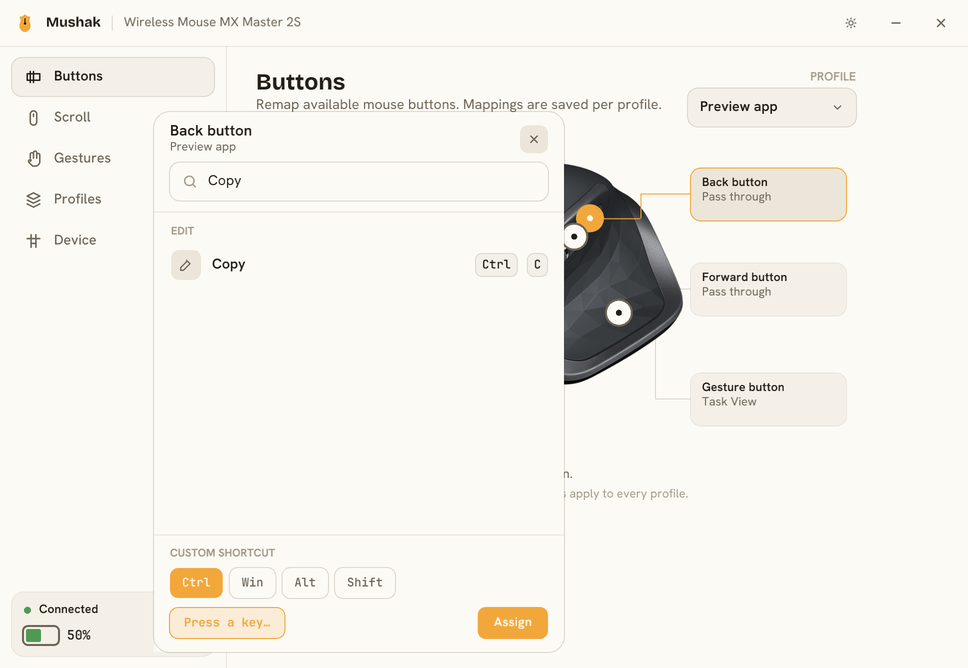 Mushak
Wireless Mouse MX Master 2S
Buttons
Scroll
Gestures
Profiles
Device
Connected
50%
Buttons
Remap available mouse buttons. Mappings are saved per profile.
PROFILE
Preview app
Back button
Preview app
Copy
EDIT
Copy
Ctrl C
CUSTOM SHORTCUT
Ctrl Win Alt Shift
Press a key…
Assign
Back button
Pass through
Forward button
Pass through
Gesture button
Task View
n.
s apply to every profile.